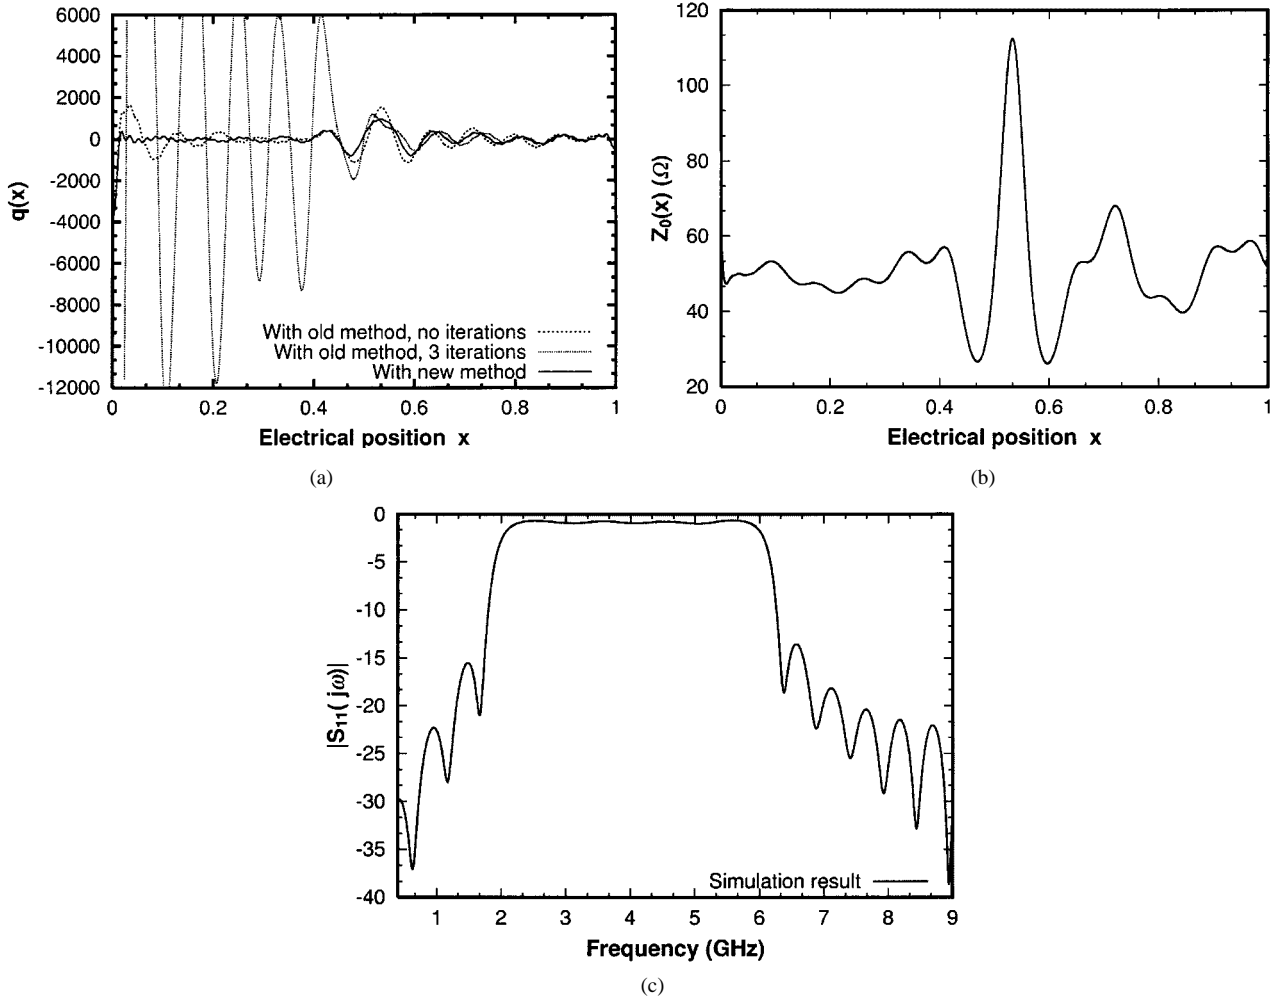 6000
4000
2000
0
-2000
-4000
-6000
-8000
-10000
-12000
q(x)
With old method, no iterations
With old method, 3 iterations
With new method
0 0.2 0.4 0.6 0.8 1
Electrical position x
(a)
120
100
80
60
40
20
Z₀(x) (Ω)
0 0.2 0.4 0.6 0.8 1
Electrical position x
(b)
0
-5
-10
-15
-20
-25
-30
-35
-40
|S₁₁( jω)|
Simulation result
1 2 3 4 5 6 7 8 9
Frequency (GHz)
(c)